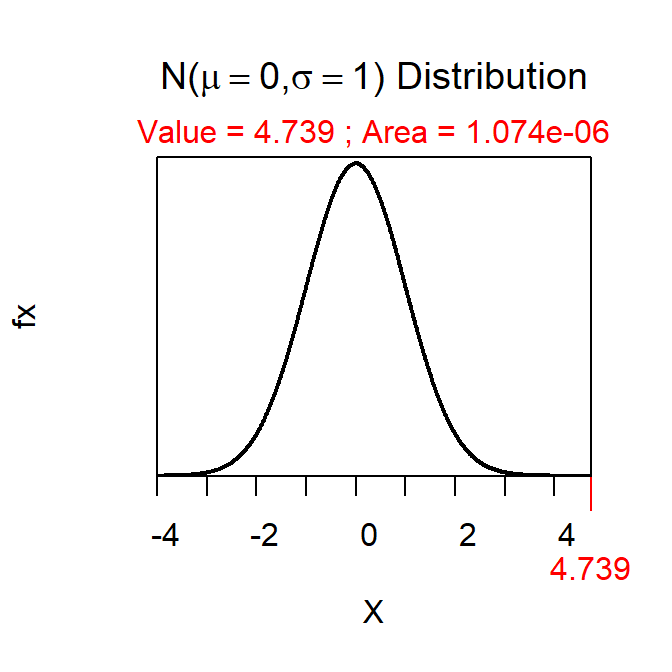 N(μ = 0,σ = 1) Distribution
Value = 4.739 ; Area = 1.074e-06
fx
-4 -2 0 2 4
4.739
X